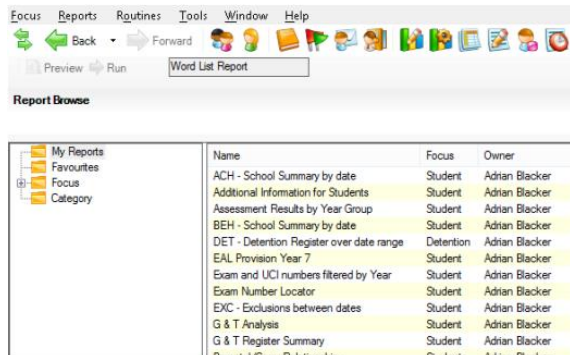 Focus Reports Routines Tools Window Help
Back Forward
Preview Run Word List Report
Report Browse
My Reports
Favourites
Focus
Category
Name Focus Owner
ACH - School Summary by date Student Adrian Blacker
Additional Information for Students Student Adrian Blacker
Assessment Results by Year Group Student Adrian Blacker
BEH - School Summary by date Student Adrian Blacker
DET - Detention Register over date range Detention Adrian Blacker
EAL Provision Year 7 Student Adrian Blacker
Exam and UCI numbers filtered by Year Student Adrian Blacker
Exam Number Locator Student Adrian Blacker
EXC - Exclusions between dates Student Adrian Blacker
G & T Analysis Student Adrian Blacker
G & T Register Summary Student Adrian Blacker